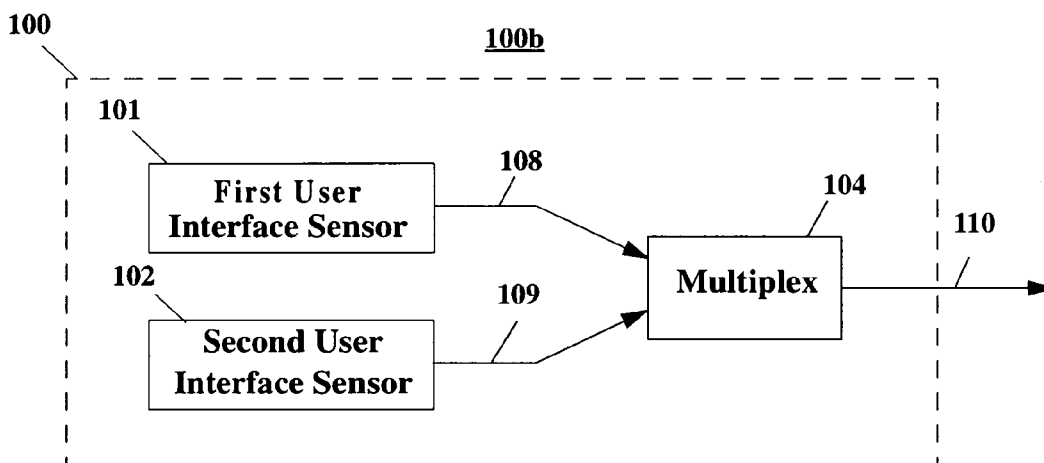 100
100b
101
108
First User
Interface Sensor
104
110
Multiplex
102
109
Second User
Interface Sensor